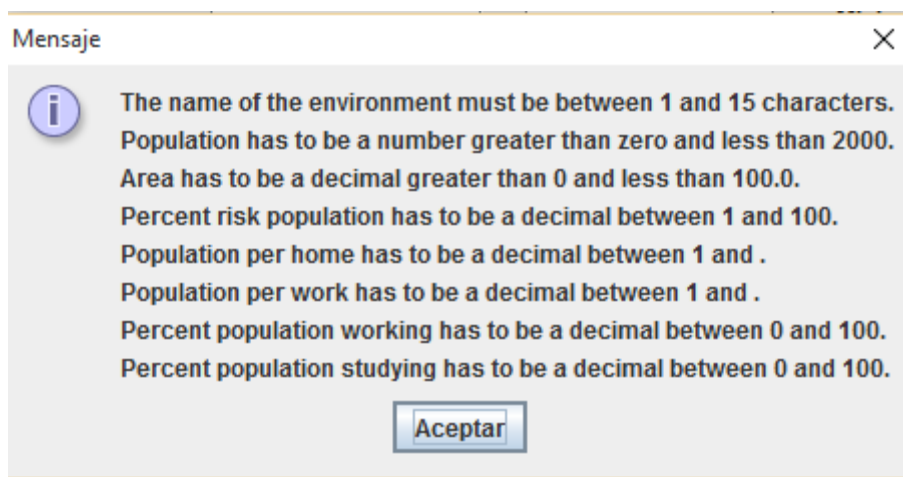 Mensaje
The name of the environment must be between 1 and 15 characters.
Population has to be a number greater than zero and less than 2000.
Area has to be a decimal greater than 0 and less than 100.0.
Percent risk population has to be a decimal between 1 and 100.
Population per home has to be a decimal between 1 and .
Population per work has to be a decimal between 1 and .
Percent population working has to be a decimal between 0 and 100.
Percent population studying has to be a decimal between 0 and 100.
Aceptar